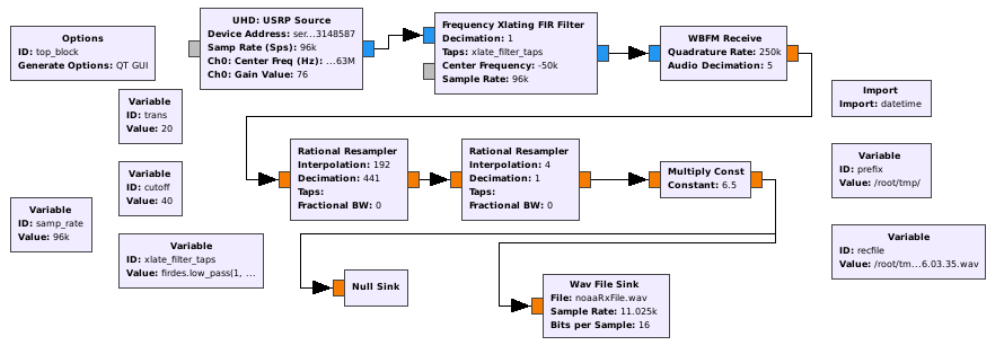 Options
ID: top_block
Generate Options: QT GUI
UHD: USRP Source
Device Address: ser...3148587
Samp Rate (Sps): 96k
Ch0: Center Freq (Hz): ...63M
Ch0: Gain Value: 76
Frequency Xlating FIR Filter
Decimation: 1
Taps: xlate_filter_taps
Center Frequency: -50k
Sample Rate: 96k
WBFM Receive
Quadrature Rate: 250k
Audio Decimation: 5
Variable
ID: trans
Value: 20
Import
Import: datetime
Rational Resampler
Interpolation: 192
Decimation: 441
Taps:
Fractional BW: 0
Rational Resampler
Interpolation: 4
Decimation: 1
Taps:
Fractional BW: 0
Multiply Const
Constant: 6.5
Variable
ID: prefix
Value: /root/tmp/
Variable
ID: cutoff
Value: 40
Variable
ID: samp_rate
Value: 96k
Variable
ID: xlate_filter_taps
Value: firdes.low_pass(1, ...
Variable
ID: recfile
Value: /root/tm...6.03.35.wav
Null Sink
Wav File Sink
File: noaaRxFile.wav
Sample Rate: 11.025k
Bits per Sample: 16